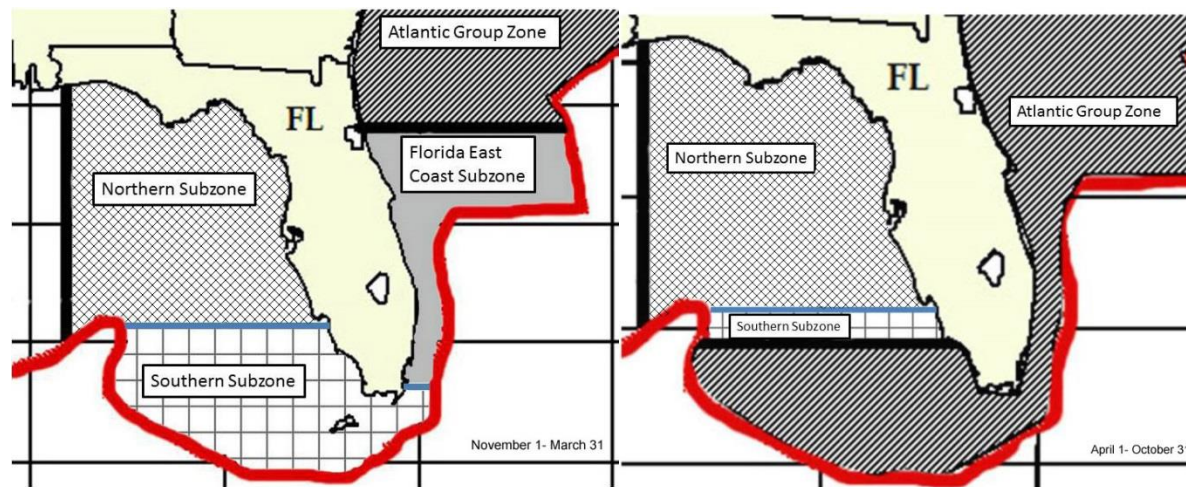 Atlantic Group Zone
FL
Florida East
Coast Subzone
Northern Subzone
Southern Subzone
November 1- March 31
FL
Atlantic Group Zone
Northern Subzone
Southern Subzone
April 1- October 31